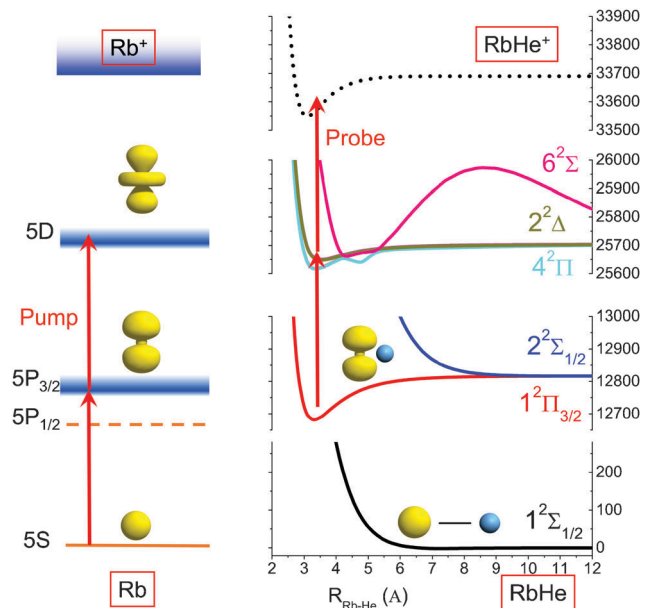 Rb⁺
5D
Pump
5P₃/₂
5P₁/₂
5S
Rb
RbHe⁺
33900
33800
33700
33600
33500
Probe
6²Σ
2²Δ
4²Π
26000
25900
25800
25700
25600
2²Σ₁/₂
1²Π₃/₂
13000
12900
12800
12700
1²Σ₁/₂
200
100
0
2 3 4 5 6 7 8 9 10 11 12
R Rb-He (A)
RbHe